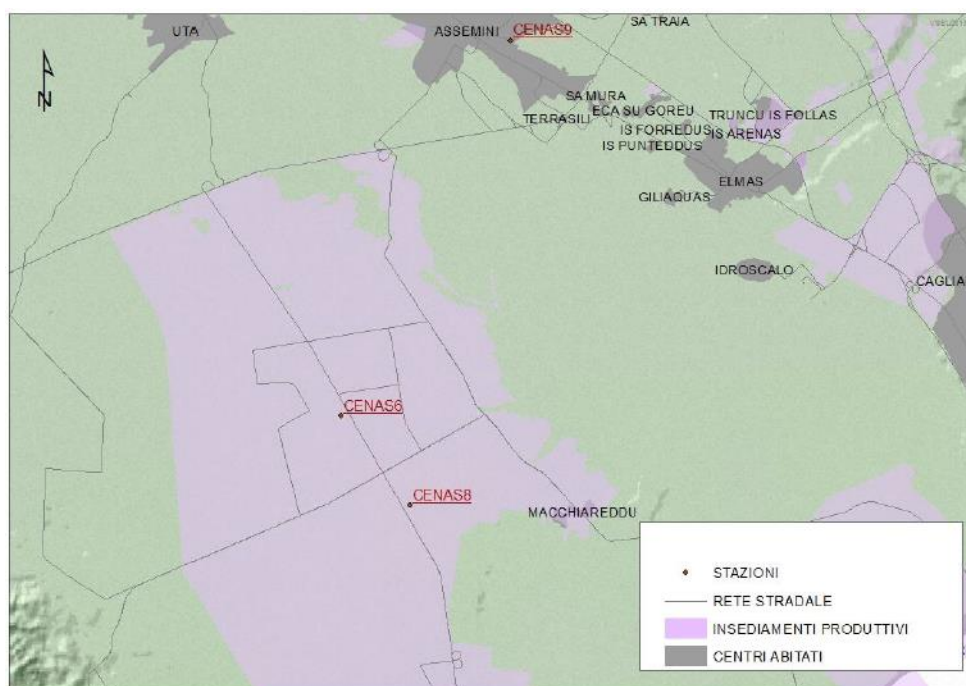 SA TRAIA
UTA
ASSEMINI
CENAS9
SA MURA
ECA SU GOREU
TERRASILI
TRUNCU IS FOLLAS
IS FORREDUS
IS ARENAS
IS PUNTEDDUS
ELMAS
GILIAQUAS
IDROSCALO
CAGLIA
CENAS6
CENAS8
MACCHIAREDDU
N
STAZIONI
RETE STRADALE
INSEDIAMENTI PRODUTTIVI
CENTRI ABITATI